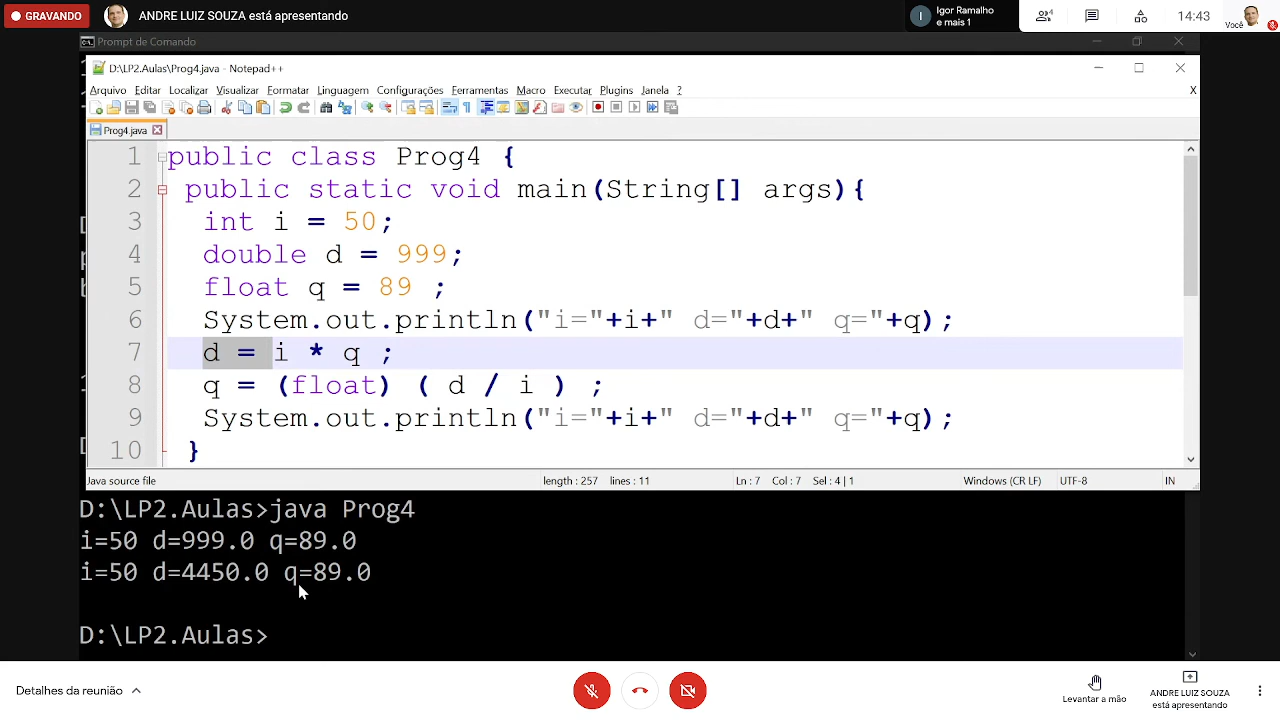 GRAVANDO
ANDRE LUIZ SOUZA está apresentando
I
Igor Ramalho
e mais 1
4
14:43
Você
Prompt de Comando
D:\LP2.Aulas\Prog4.java - Notepad++
Arquivo Editar Localizar Visualizar Formatar Linguagem Configurações Ferramentas Macro Executar Plugins Janela ?
X
Prog4.java
1 public class Prog4 {
2 public static void main(String[] args){
3 int i = 50;
4 double d = 999;
5 float q = 89 ;
6 System.out.println("i="+i+" d="+d+" q="+q);
7 d = i * q ;
8 q = (float) ( d / i ) ;
9 System.out.println("i="+i+" d="+d+" q="+q);
10 }
Java source file length : 257 lines : 11 Ln : 7 Col : 7 Sel : 4 | 1 Windows (CR LF) UTF-8 IN
D:\LP2.Aulas>java Prog4
i=50 d=999.0 q=89.0
i=50 d=4450.0 q=89.0
D:\LP2.Aulas>
Detalhes da reunião
Levantar a mão
ANDRE LUIZ SOUZA
está apresentando